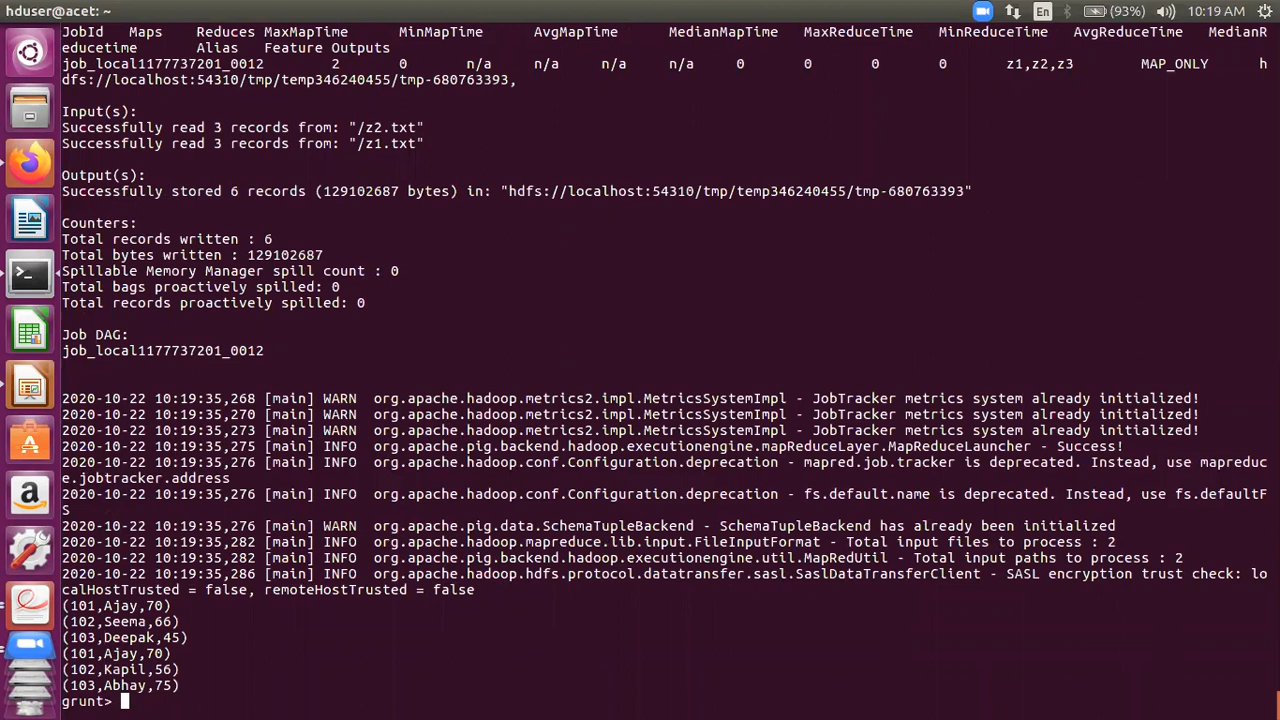 hduser@acet: ~
En
(93%)
10:19 AM
JobId Maps Reduces MaxMapTime MinMapTime AvgMapTime MedianMapTime MaxReduceTime MinReduceTime AvgReduceTime MedianR
educetime Alias Feature Outputs
job_local1177737201_0012 2 0 n/a n/a n/a n/a 0 0 0 0 z1,z2,z3 MAP_ONLY h
dfs://localhost:54310/tmp/temp346240455/tmp-680763393,
Input(s):
Successfully read 3 records from: "/z2.txt"
Successfully read 3 records from: "/z1.txt"
Output(s):
Successfully stored 6 records (129102687 bytes) in: "hdfs://localhost:54310/tmp/temp346240455/tmp-680763393"
Counters:
Total records written : 6
Total bytes written : 129102687
Spillable Memory Manager spill count : 0
Total bags proactively spilled: 0
Total records proactively spilled: 0
Job DAG:
job_local1177737201_0012
2020-10-22 10:19:35,268 [main] WARN org.apache.hadoop.metrics2.impl.MetricsSystemImpl - JobTracker metrics system already initialized!
2020-10-22 10:19:35,270 [main] WARN org.apache.hadoop.metrics2.impl.MetricsSystemImpl - JobTracker metrics system already initialized!
2020-10-22 10:19:35,273 [main] WARN org.apache.hadoop.metrics2.impl.MetricsSystemImpl - JobTracker metrics system already initialized!
2020-10-22 10:19:35,275 [main] INFO org.apache.pig.backend.hadoop.executionengine.mapReduceLayer.MapReduceLauncher - Success!
2020-10-22 10:19:35,276 [main] INFO org.apache.hadoop.conf.Configuration.deprecation - mapred.job.tracker is deprecated. Instead, use mapreduc
e.jobtracker.address
2020-10-22 10:19:35,276 [main] INFO org.apache.hadoop.conf.Configuration.deprecation - fs.default.name is deprecated. Instead, use fs.defaultF
S
2020-10-22 10:19:35,276 [main] WARN org.apache.pig.data.SchemaTupleBackend - SchemaTupleBackend has already been initialized
2020-10-22 10:19:35,282 [main] INFO org.apache.hadoop.mapreduce.lib.input.FileInputFormat - Total input files to process : 2
2020-10-22 10:19:35,282 [main] INFO org.apache.pig.backend.hadoop.executionengine.util.MapRedUtil - Total input paths to process : 2
2020-10-22 10:19:35,286 [main] INFO org.apache.hadoop.hdfs.protocol.datatransfer.sasl.SaslDataTransferClient - SASL encryption trust check: lo
calHostTrusted = false, remoteHostTrusted = false
(101,Ajay,70)
(102,Seema,66)
(103,Deepak,45)
(101,Ajay,70)
(102,Kapil,56)
(103,Abhay,75)
grunt>